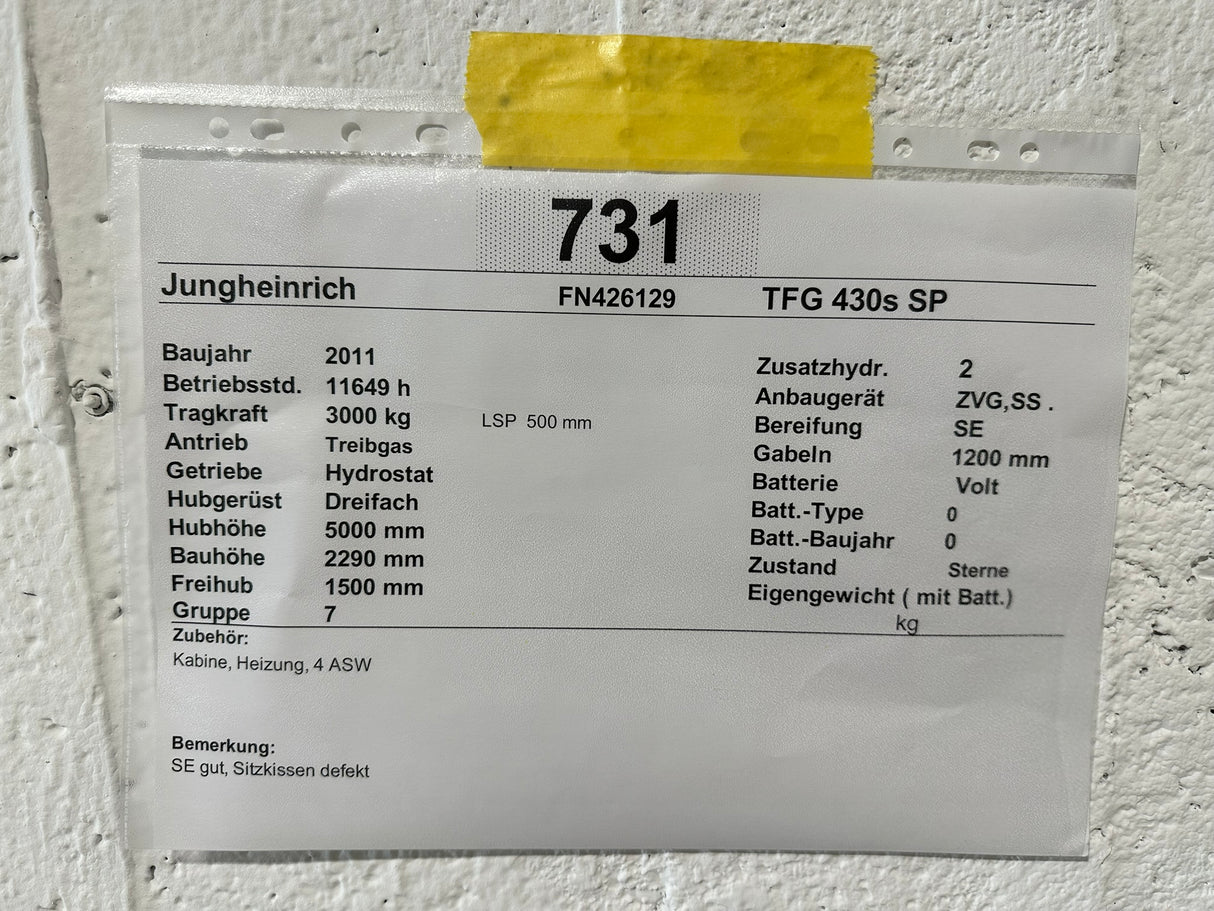 731
Jungheinrich FN426129 TFG 430s SP
Baujahr 2011
Betriebsstd. 11649 h
Tragkraft 3000 kg LSP 500 mm
Antrieb Treibgas
Getriebe Hydrostat
Hubgerüst Dreifach
Hubhöhe 5000 mm
Bauhöhe 2290 mm
Freihub 1500 mm
Gruppe 7
Zusatzhydr. 2
Anbaugerät ZVG,SS .
Bereifung SE
Gabeln 1200 mm
Batterie Volt
Batt.-Type 0
Batt.-Baujahr 0
Zustand Sterne
Eigengewicht ( mit Batt.)
kg
Zubehör:
Kabine, Heizung, 4 ASW
Bemerkung:
SE gut, Sitzkissen defekt